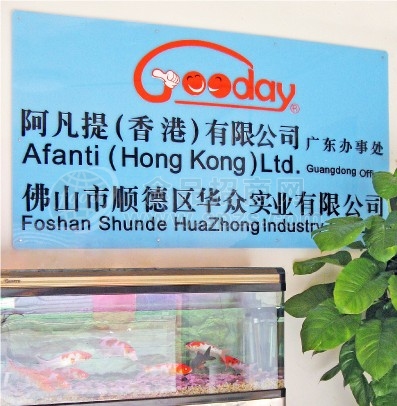 Gooday®
阿凡提(香港)有限公司 广东办事处
Afanti (Hong Kong) Ltd. Guangdong
佛山市顺德区华众实业有限公司
Foshan Shunde HuaZhong Industry